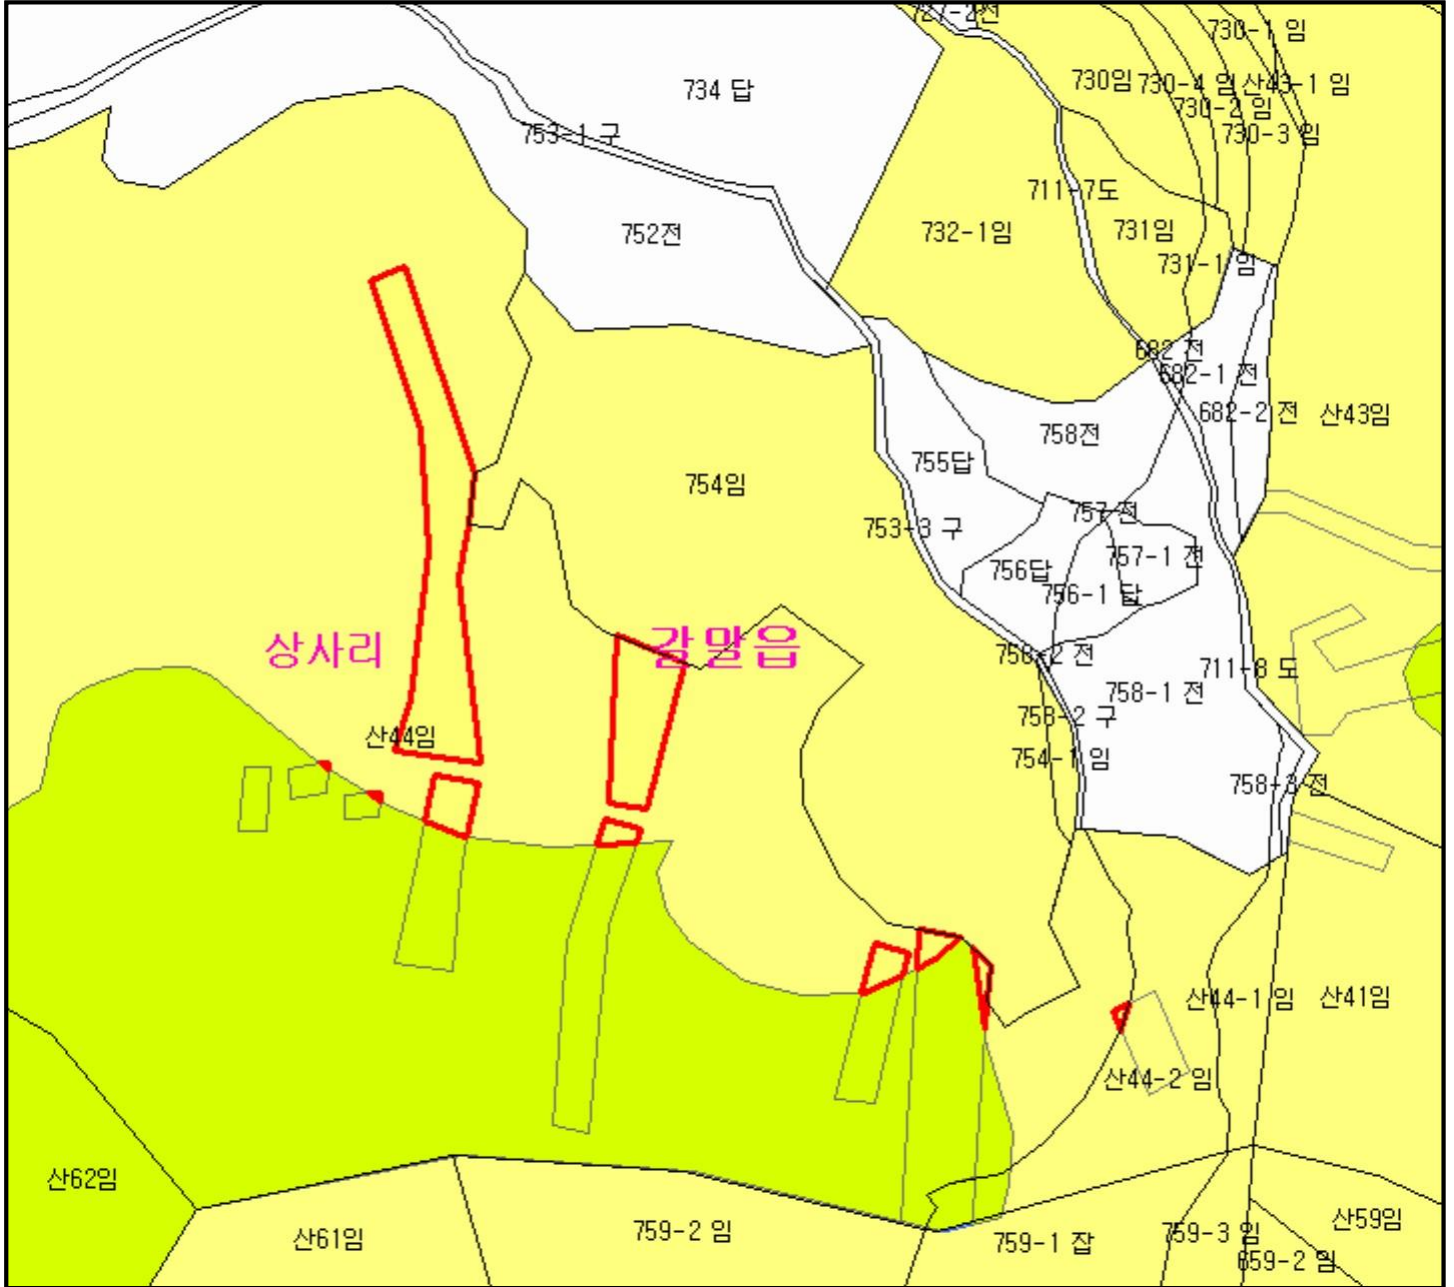 727-2전
730-1 임
730임
730-4 임
산43-1 임
734 답
730-2 임
730-3 임
753-1 구
711-7도
752전
732-1임
731임
731-1 임
682 전
682-1 전
682-2 전
산43임
758전
755답
754임
757 전
753-3 구
757-1 전
756답
756-1 답
상사리
갈말읍
758-2 전
711-8 도
758-1 전
758-2 구
산44임
754-1 임
758-3 전
산44-1 임
산41임
산44-2 임
산62임
산61임
759-2 임
759-1 잡
759-3 임
산59임
659-2 임